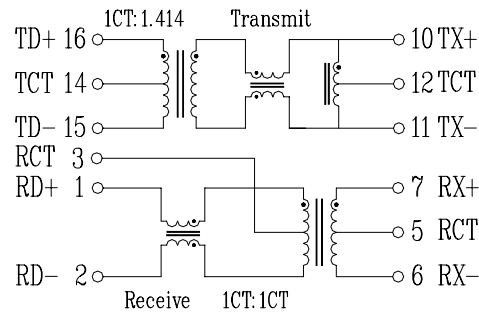 1CT:1.414 Transmit
TD+ 16 10 TX+
TCT 14 12 TCT
TD- 15 11 TX-
RCT 3
RD+ 1 7 RX+
5 RCT
RD- 2 6 RX-
Receive 1CT:1CT